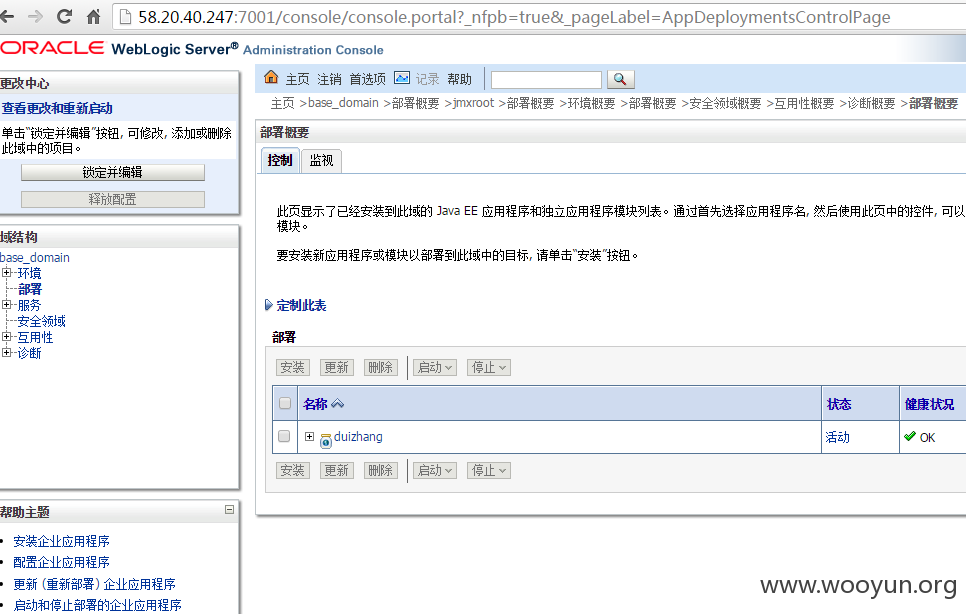 58.20.40.247:7001/console/console.portal?_nfpb=true&_pageLabel=AppDeploymentsControlPage
ORACLE WebLogic Server® Administration Console
更改中心
查看更改和重新启动
单击“锁定并编辑”按钮, 可修改, 添加或删除
此域中的项目。
锁定并编辑
释放配置
域结构
base_domain
环境
部署
服务
安全领域
互用性
诊断
帮助主题
安装企业应用程序
配置企业应用程序
更新 (重新部署) 企业应用程序
启动和停止部署的企业应用程序
主页 注销 首选项 记录 帮助
主页 >base_domain >部署概要 >jmxroot >部署概要 >环境概要 >部署概要 >安全领域概要 >互用性概要 >诊断概要 >部署概要
部署概要
控制 监视
此页显示了已经安装到此域的 Java EE 应用程序和独立应用程序模块列表。通过首先选择应用程序名, 然后使用此页中的控件, 可以
模块。
要安装新应用程序或模块以部署到此域中的目标, 请单击“安装”按钮。
定制此表
部署
安装 更新 删除 启动 停止
名称 状态 健康状况
duizhang 活动 OK
安装 更新 删除 启动 停止
www.wooyun.org